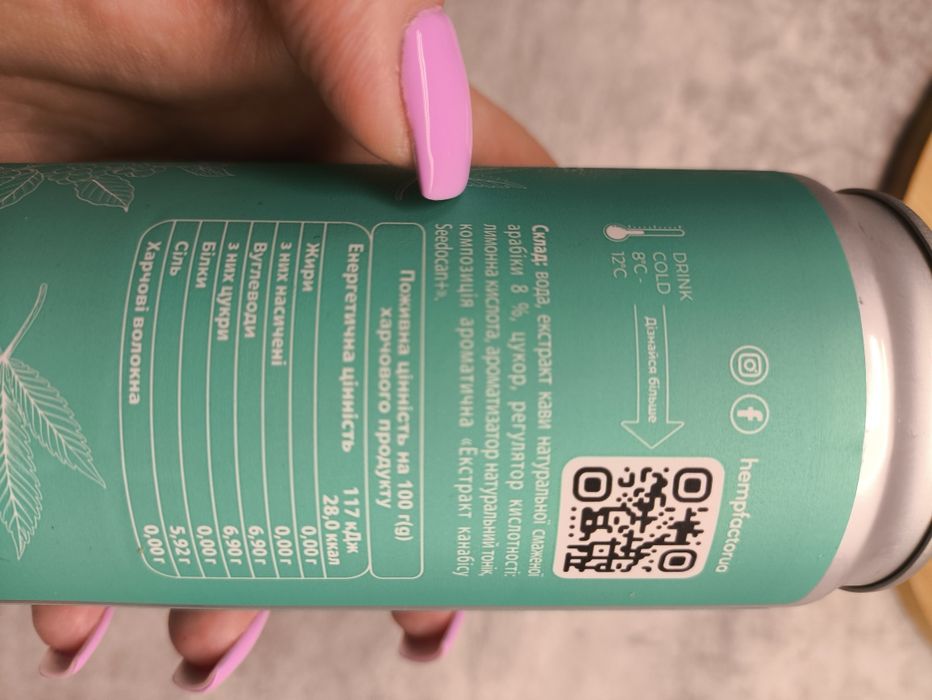 DRINK
COLD
8°C -
12°C
Дізнайся більше
hempfactorua
Склад: вода, екстракт кави натуральної смаженої
арабіки 8 %, цукор, регулятор кислотності:
лимонна кислота, ароматизатор натуральний тонік,
композиція ароматична «Екстракт канабісу
Seedocan+».
Поживна цінність на 100 г(g)
харчового продукту
Енергетична цінність 117 кДж
28,0 ккал
Жири 0,00 г
з них насичені 0,00 г
Вуглеводи 6,90 г
з них цукри 6,90 г
Білки 0,00 г
Сіль 5,92 г
Харчові волокна 0,00 г